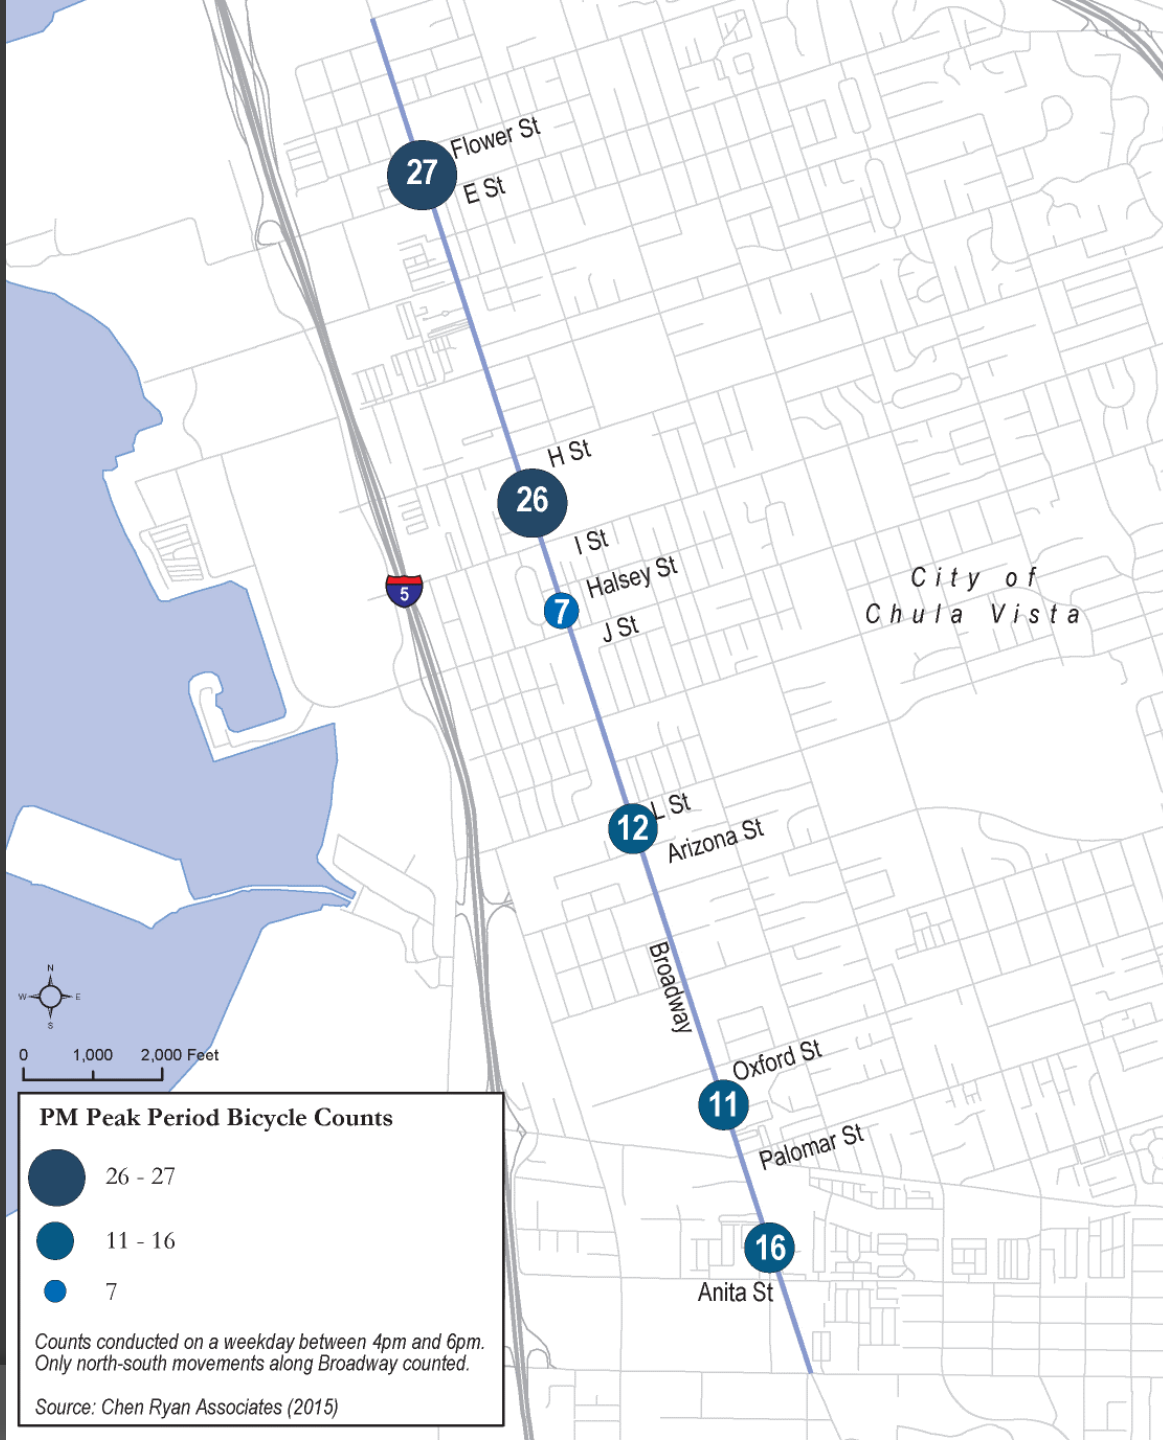 Flower St
27
E St
H St
26
I St
Halsey St
5
7
J St
City of
Chula Vista
L St
12
Arizona St
Broadway
N
W E
S
0 1,000 2,000 Feet
Oxford St
11
Palomar St
16
Anita St
PM Peak Period Bicycle Counts
26 - 27
11 - 16
7
Counts conducted on a weekday between 4pm and 6pm.
Only north-south movements along Broadway counted.
Source: Chen Ryan Associates (2015)